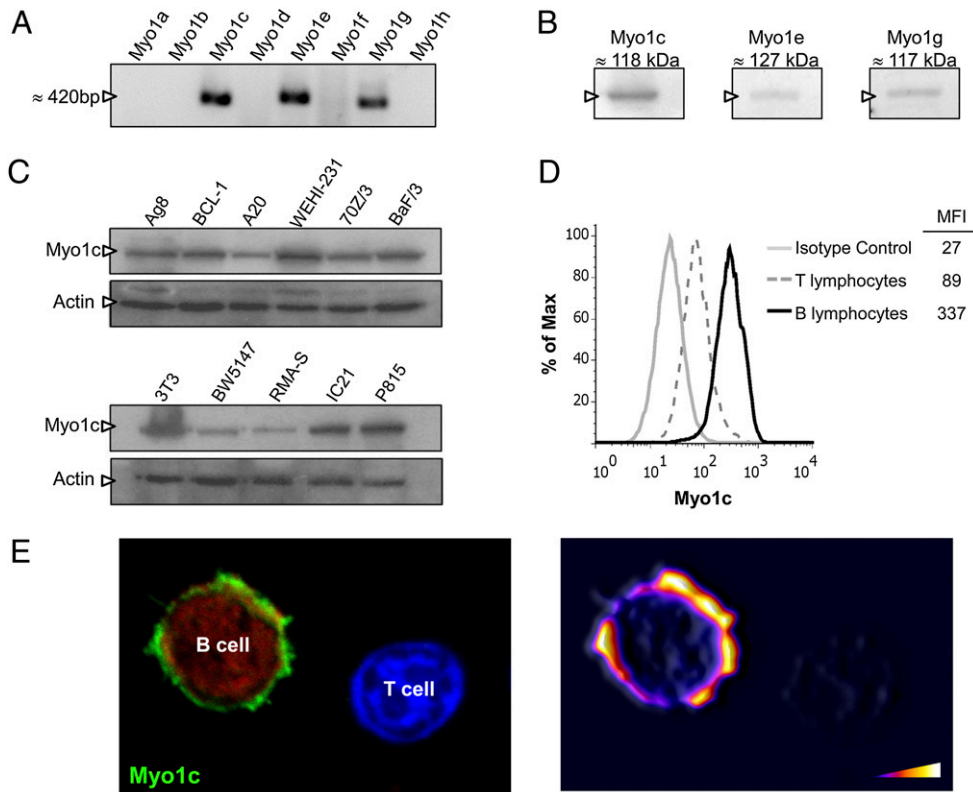 A
Myo1a Myo1b Myo1c Myo1d Myo1e Myo1f Myo1g Myo1h
≈ 420bp
B
Myo1c Myo1e Myo1g
≈ 118 kDa ≈ 127 kDa ≈ 117 kDa
C
Ag8 BCL-1 A20 WEHI-231 70Z/3 BaF/3
Myo1c
Actin
3T3 BW5147 RMA-S IC21 P815
Myo1c
Actin
D
MFI
Isotype Control 27
T lymphocytes 89
B lymphocytes 337
% of Max
100
80
60
40
20
10^0 10^1 10^2 10^3 10^4
Myo1c
E
B cell
T cell
Myo1c